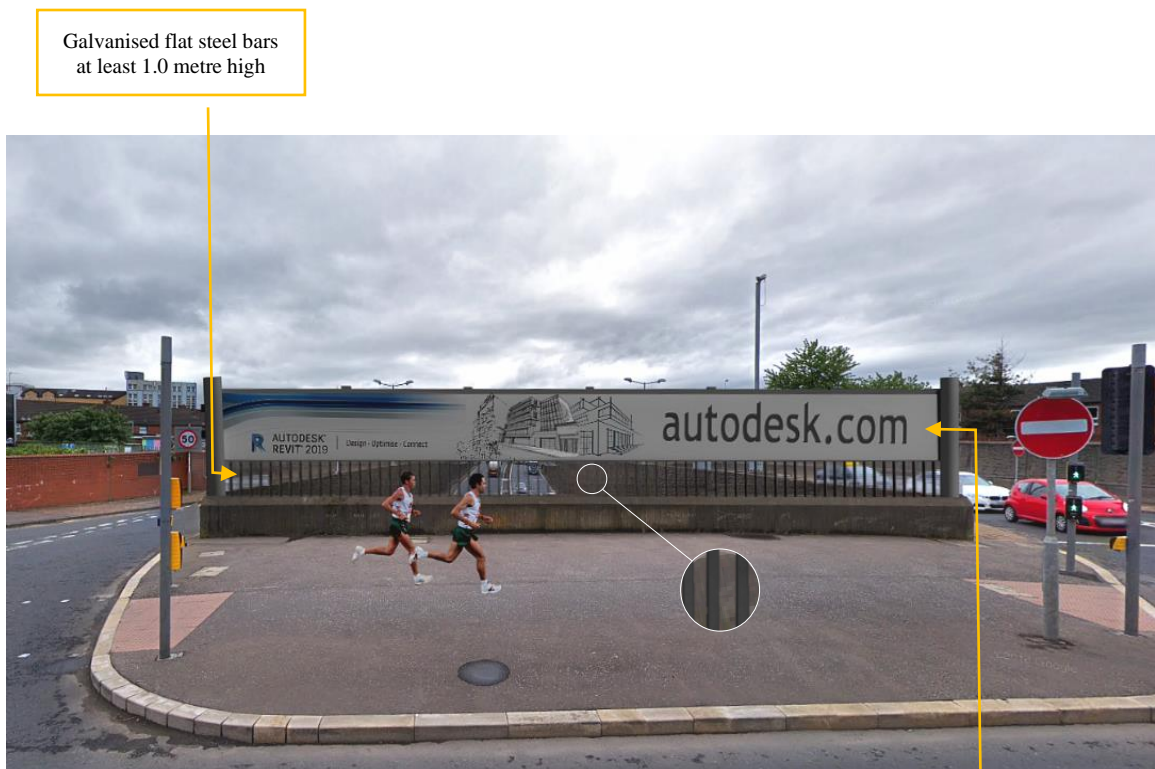 Galvanised flat steel bars
at least 1.0 metre high
50
AUTODESK®
REVIT® 2019
Design · Optimise · Connect
autodesk.com